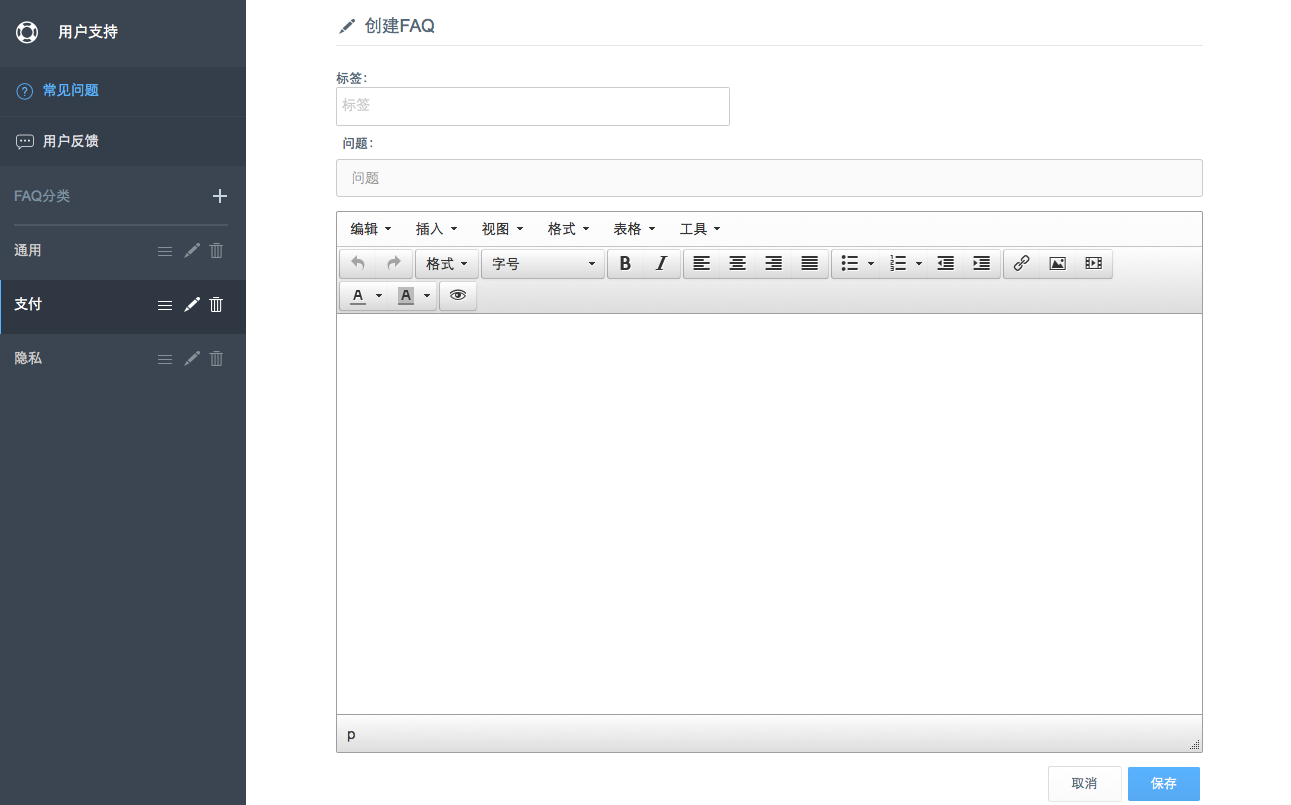 用户支持
常见问题
用户反馈
FAQ分类
通用
支付
隐私
创建FAQ
标签:
标签
问题:
问题
编辑 插入 视图 格式 表格 工具
格式 字号 B I
A A
p
取消 保存